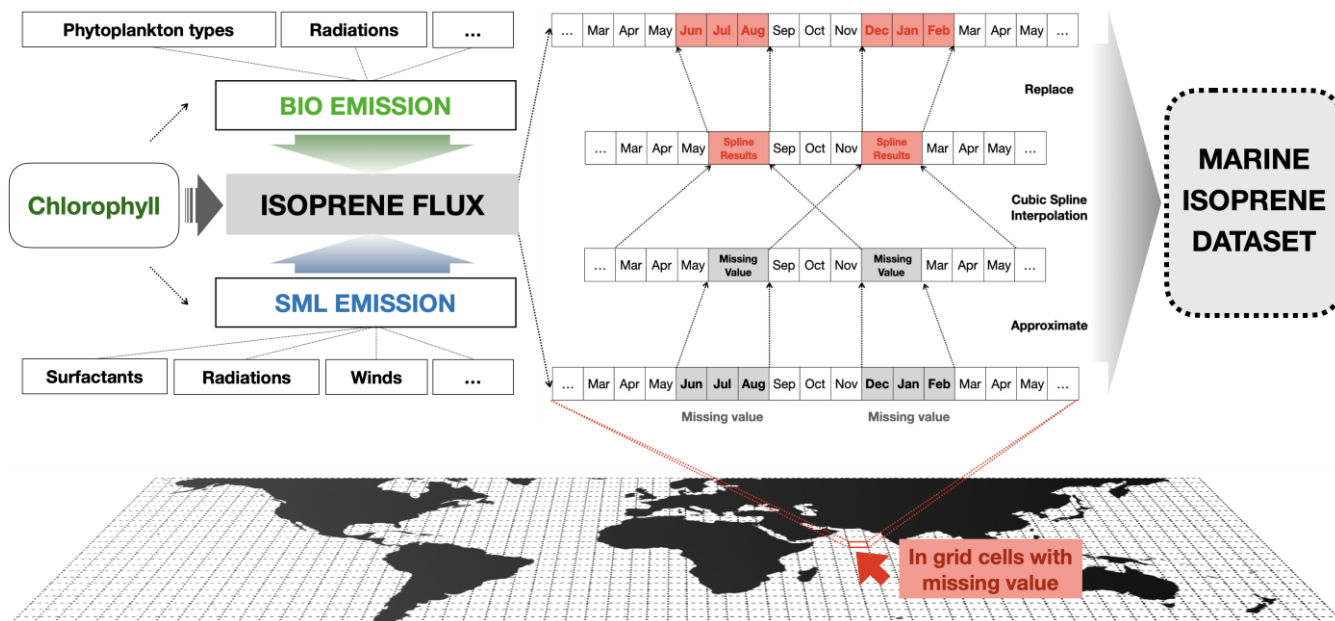 Phytoplankton types
Radiations
...
BIO EMISSION
Chlorophyll
ISOPRENE FLUX
SML EMISSION
Surfactants
Radiations
Winds
...
... Mar Apr May Jun Jul Aug Sep Oct Nov Dec Jan Feb Mar Apr May ...
Replace
... Mar Apr May Spline Results Sep Oct Nov Spline Results Mar Apr May ...
Cubic Spline
Interpolation
... Mar Apr May Missing Value Sep Oct Nov Missing Value Mar Apr May ...
Approximate
... Mar Apr May Jun Jul Aug Sep Oct Nov Dec Jan Feb Mar Apr May ...
Missing value
Missing value
MARINE
ISOPRENE
DATASET
In grid cells with
missing value